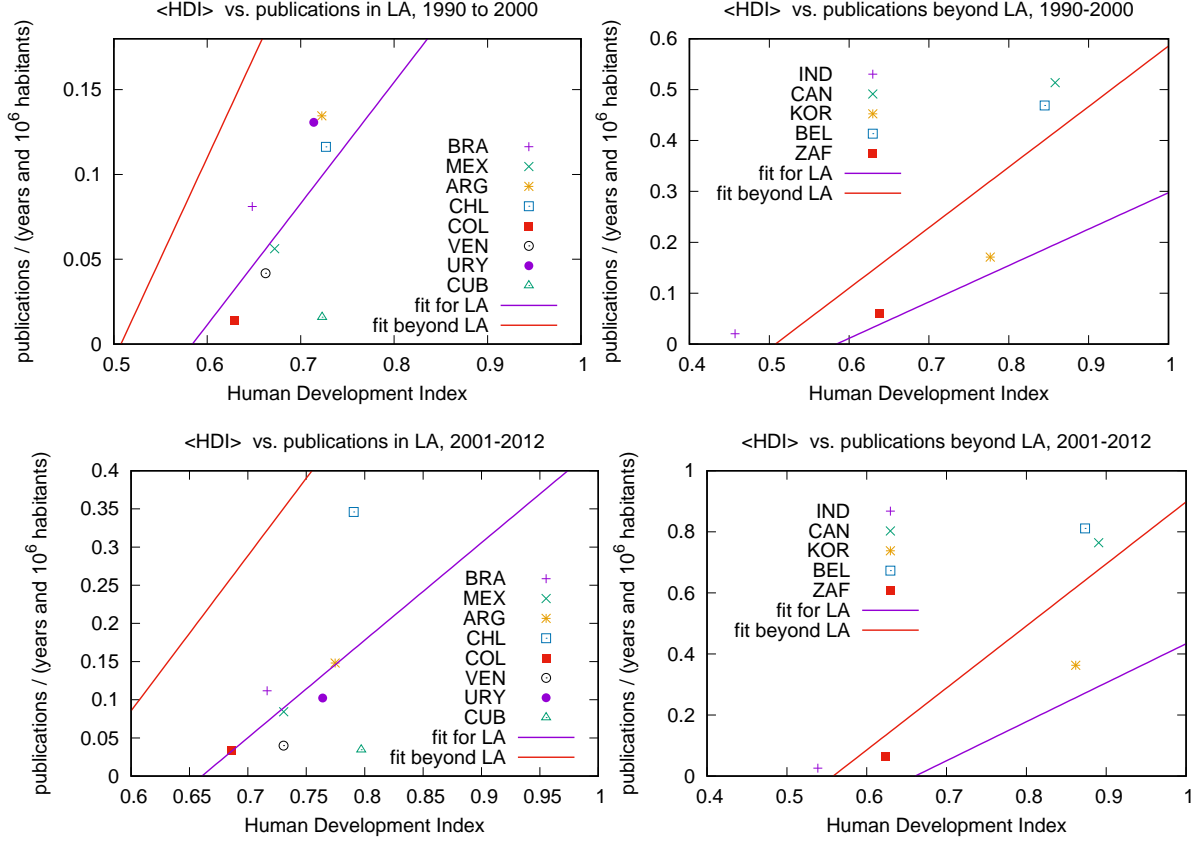 <HDI> vs. publications in LA, 1990 to 2000
publications / (years and 10^6 habitants)
0.15
0.1
0.05
0
0.5
0.6
0.7
0.8
0.9
1
Human Development Index
BRA
MEX
ARG
CHL
COL
VEN
URY
CUB
fit for LA
fit beyond LA
<HDI> vs. publications beyond LA, 1990-2000
publications / (years and 10^6 habitants)
0.6
0.5
0.4
0.3
0.2
0.1
0
0.4
0.5
0.6
0.7
0.8
0.9
1
Human Development Index
IND
CAN
KOR
BEL
ZAF
fit for LA
fit beyond LA
<HDI> vs. publications in LA, 2001-2012
publications / (years and 10^6 habitants)
0.4
0.35
0.3
0.25
0.2
0.15
0.1
0.05
0
0.6
0.65
0.7
0.75
0.8
0.85
0.9
0.95
1
Human Development Index
BRA
MEX
ARG
CHL
COL
VEN
URY
CUB
fit for LA
fit beyond LA
<HDI> vs. publications beyond LA, 2001-2012
publications / (years and 10^6 habitants)
1
0.8
0.6
0.4
0.2
0
0.4
0.5
0.6
0.7
0.8
0.9
1
Human Development Index
IND
CAN
KOR
BEL
ZAF
fit for LA
fit beyond LA